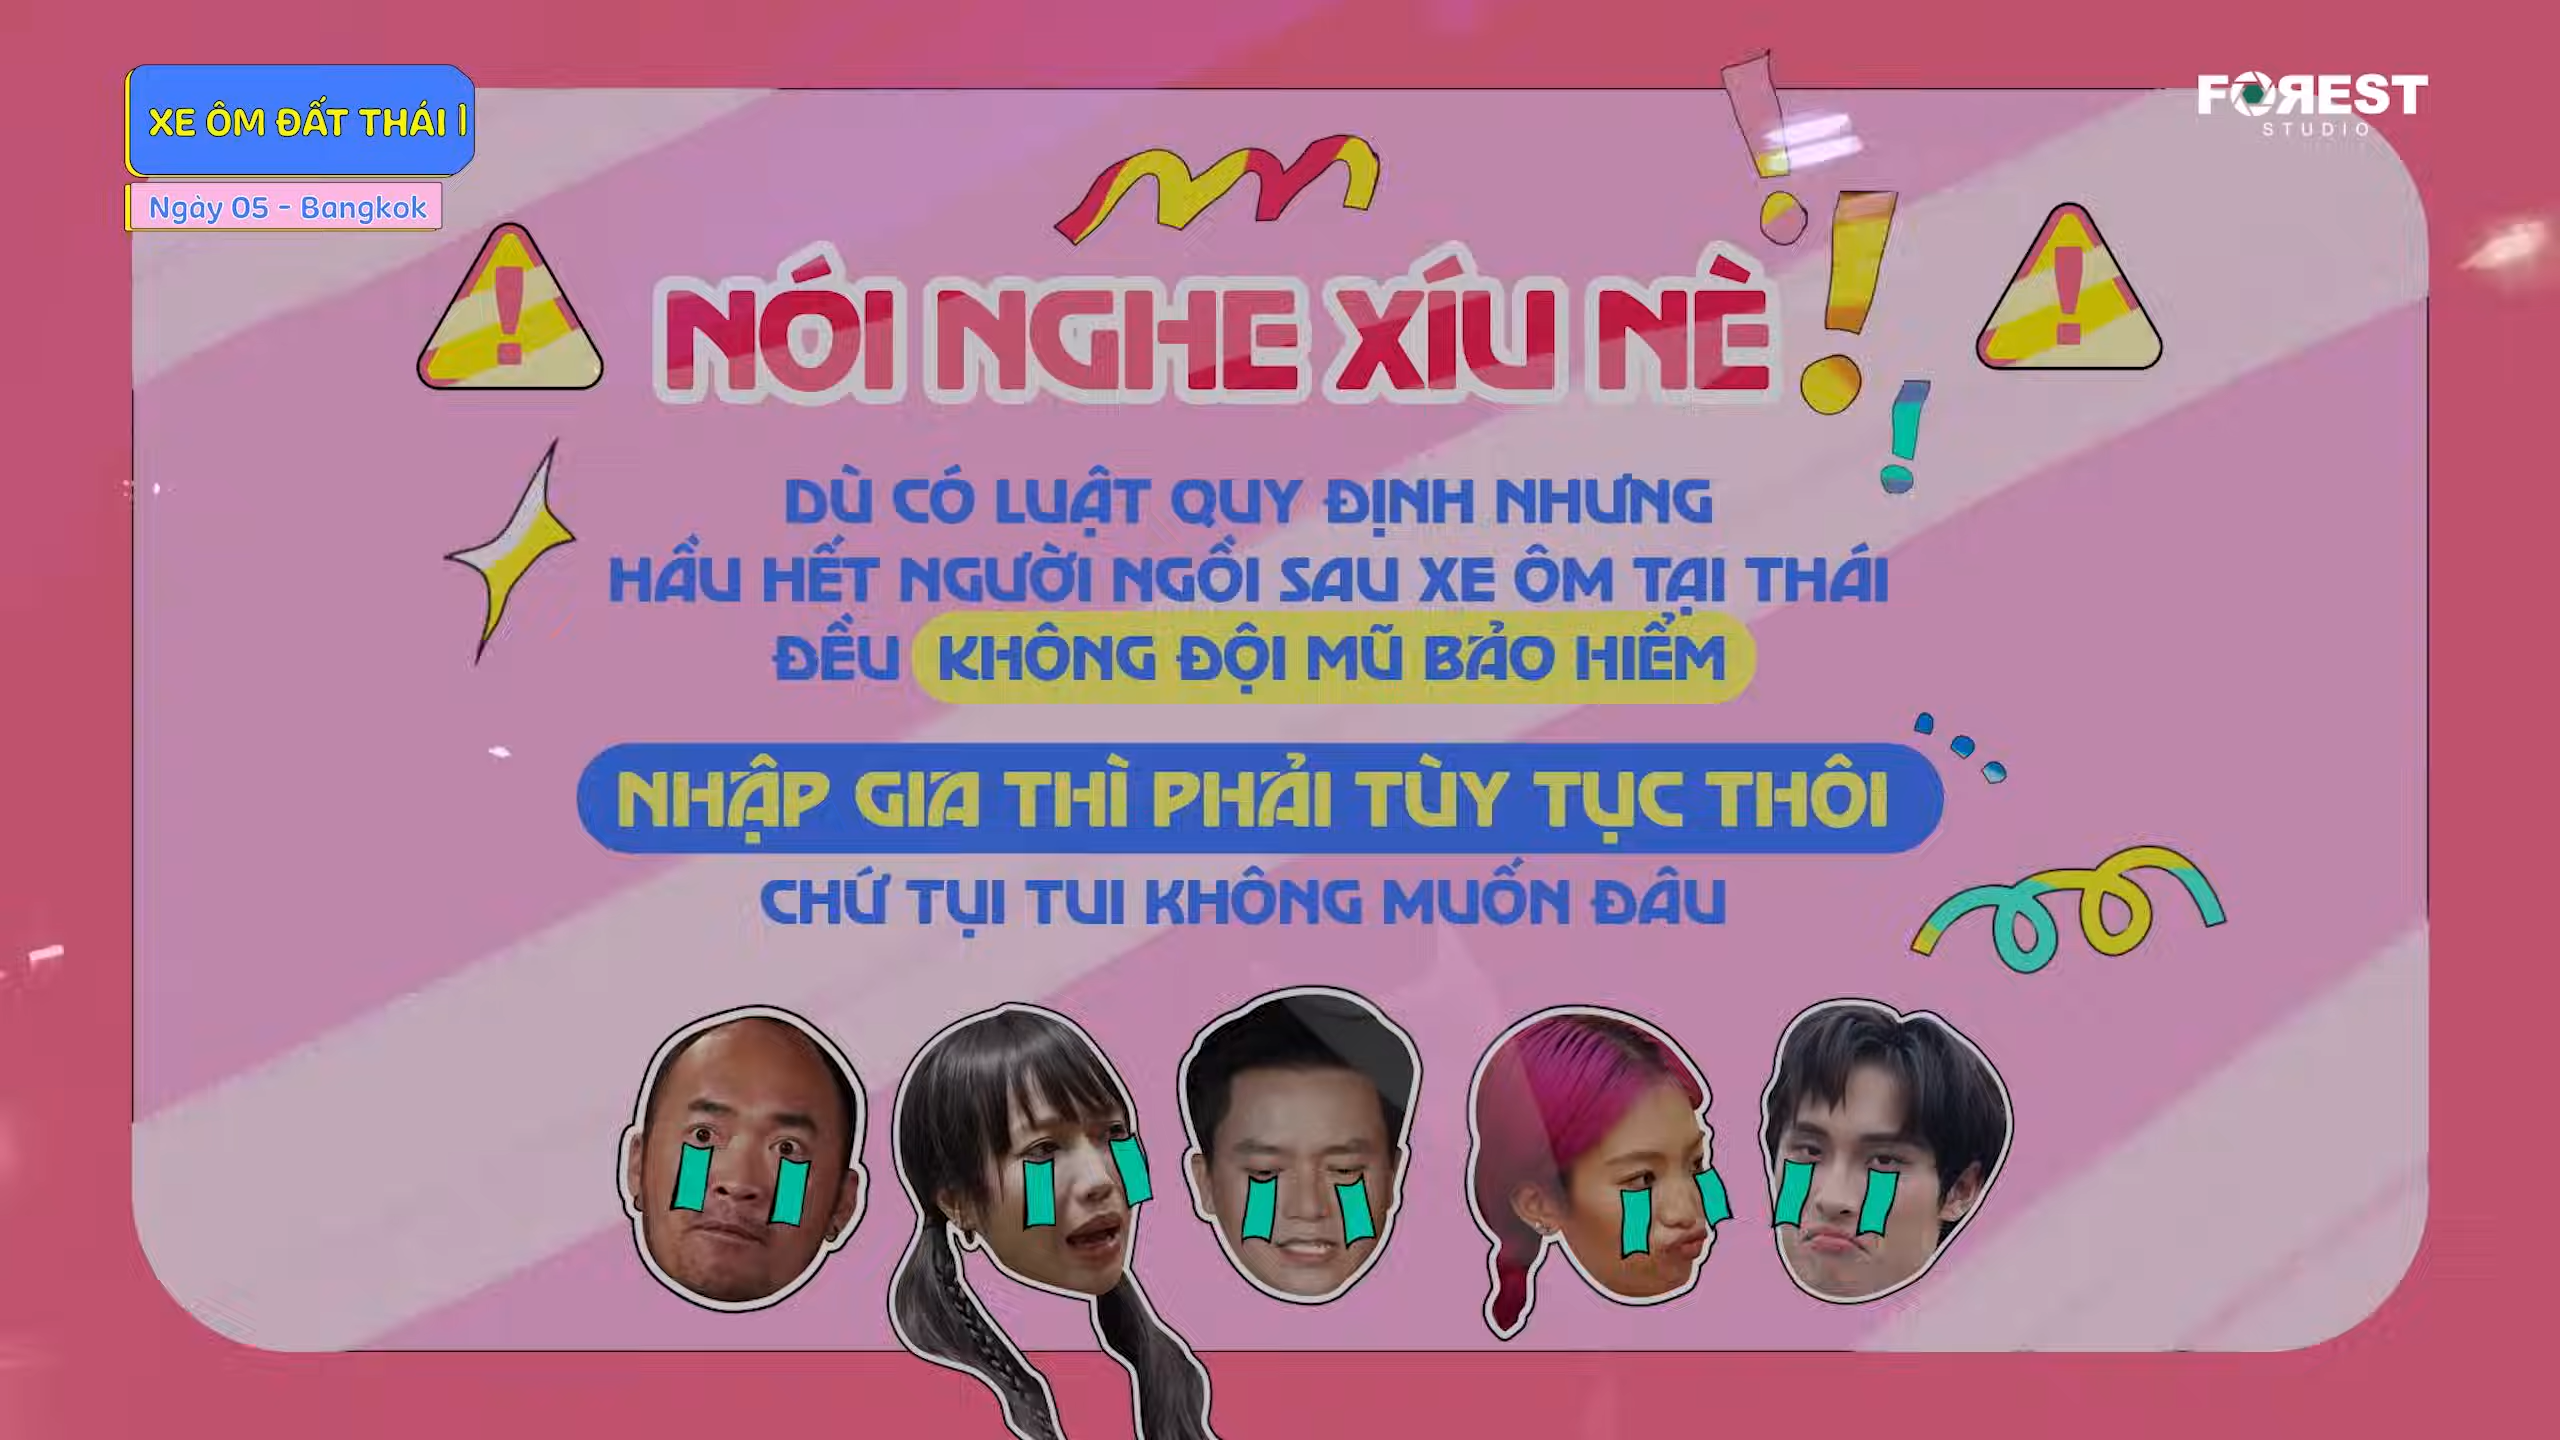 XE ÔM ĐẤT THÁI
Ngày 05 - Bangkok
FOREST
STUDIO
NÓI NGHE XÍU NÈ!
DÙ CÓ LUẬT QUY ĐỊNH NHƯNG
HẦU HẾT NGƯỜI NGỒI SAU XE ÔM TẠI THÁI
ĐỀU KHÔNG ĐỘI MŨ BẢO HIỂM
NHẬP GIA THÌ PHẢI TÙY TỤC THÔI
CHỨ TỤI TUI KHÔNG MUỐN ĐÂU